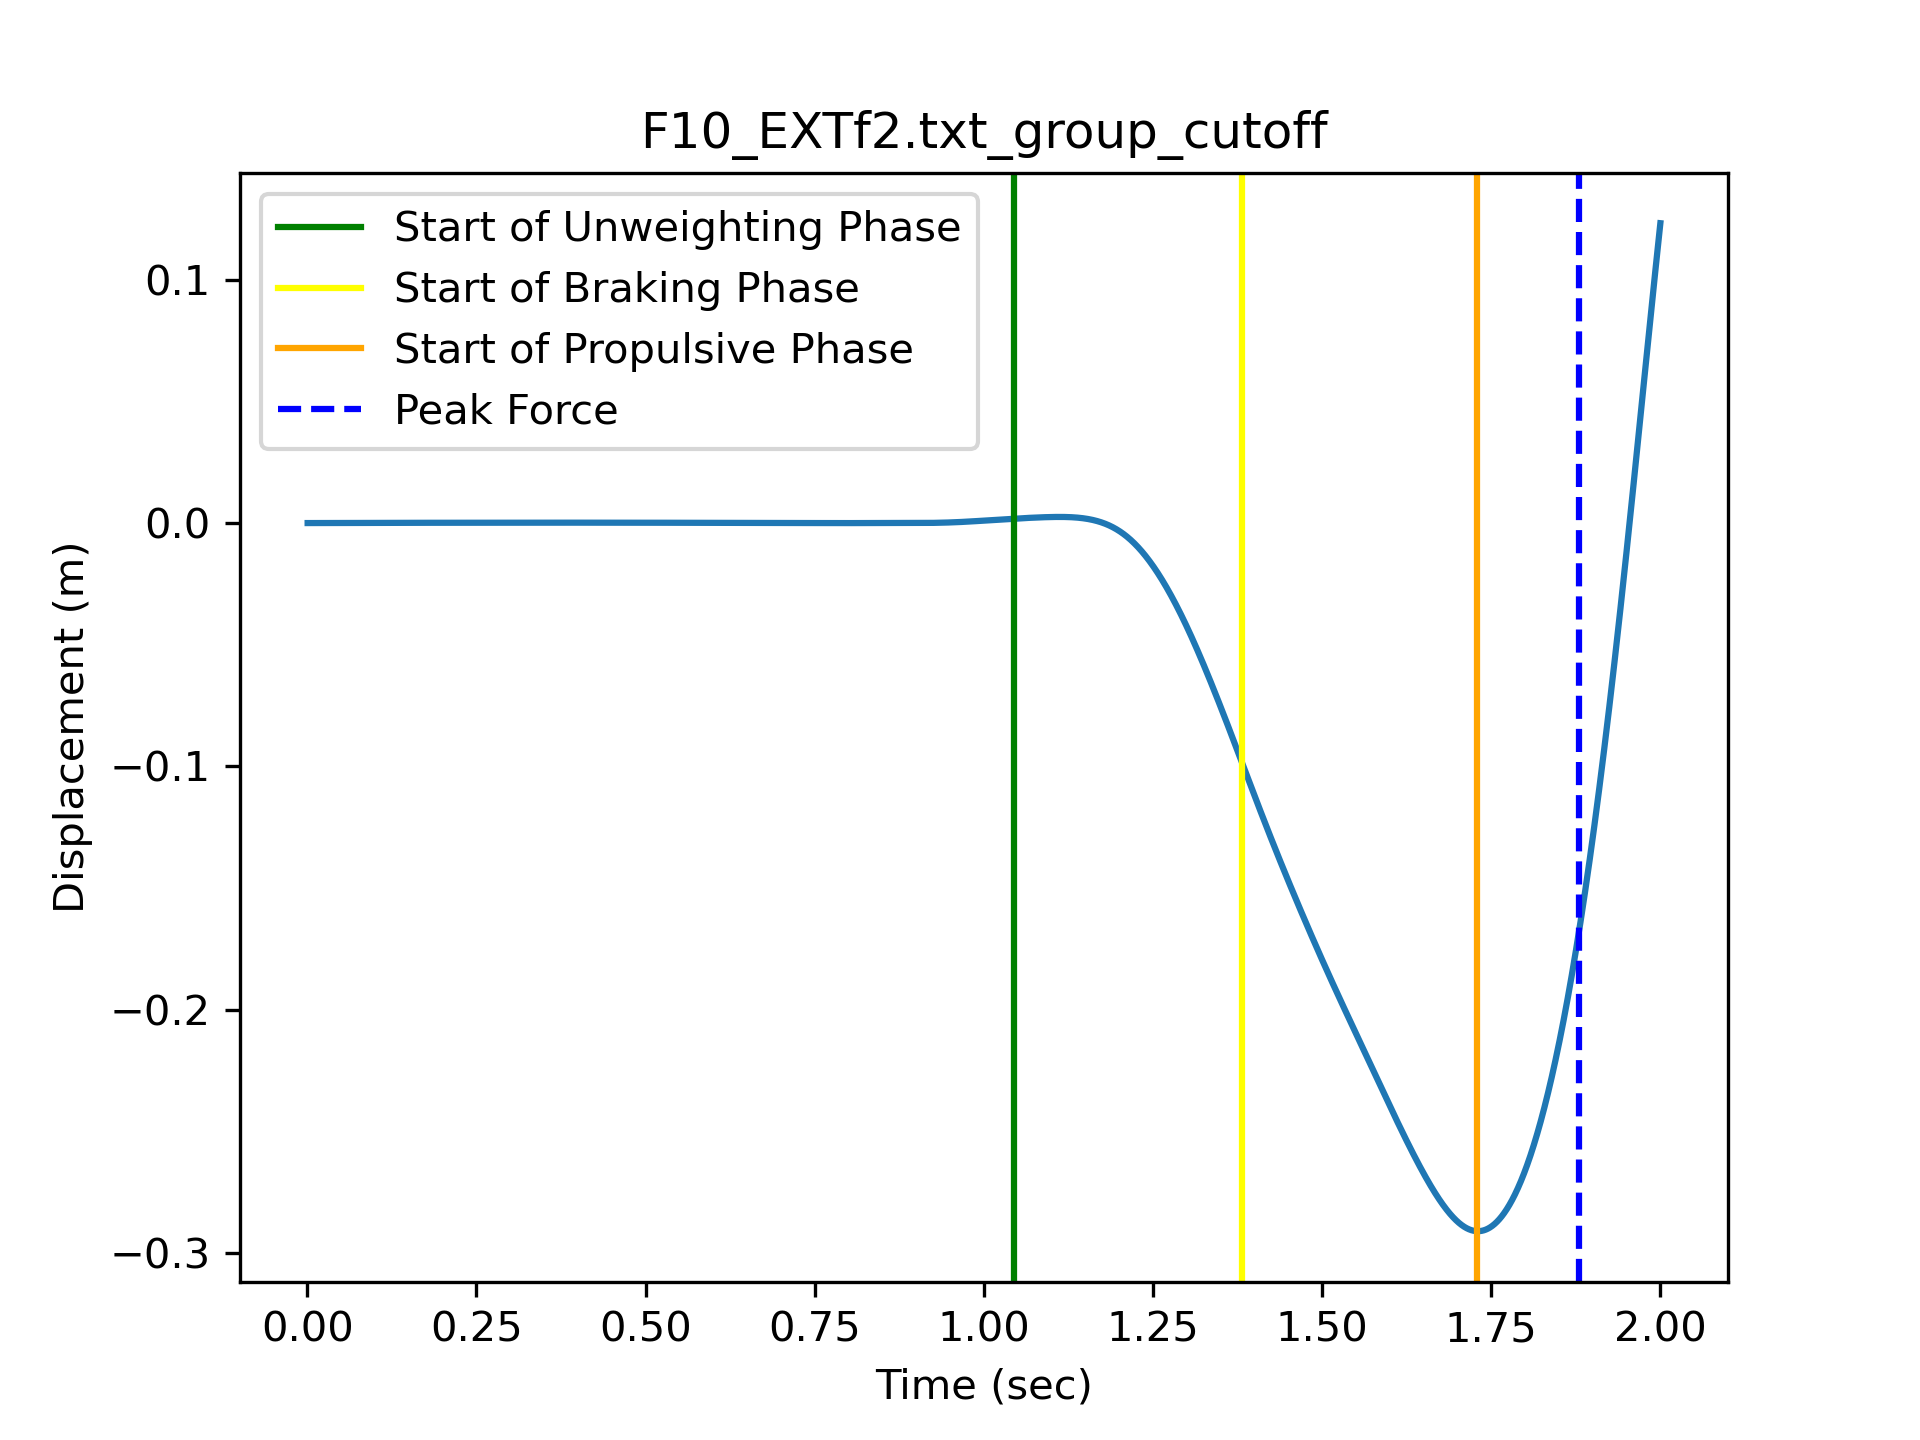 F10_EXTf2.txt_group_cutoff
Start of Unweighting Phase
Start of Braking Phase
Start of Propulsive Phase
Peak Force
0.1
0.0
−0.1
−0.2
−0.3
Displacement (m)
0.00 0.25 0.50 0.75 1.00 1.25 1.50 1.75 2.00
Time (sec)